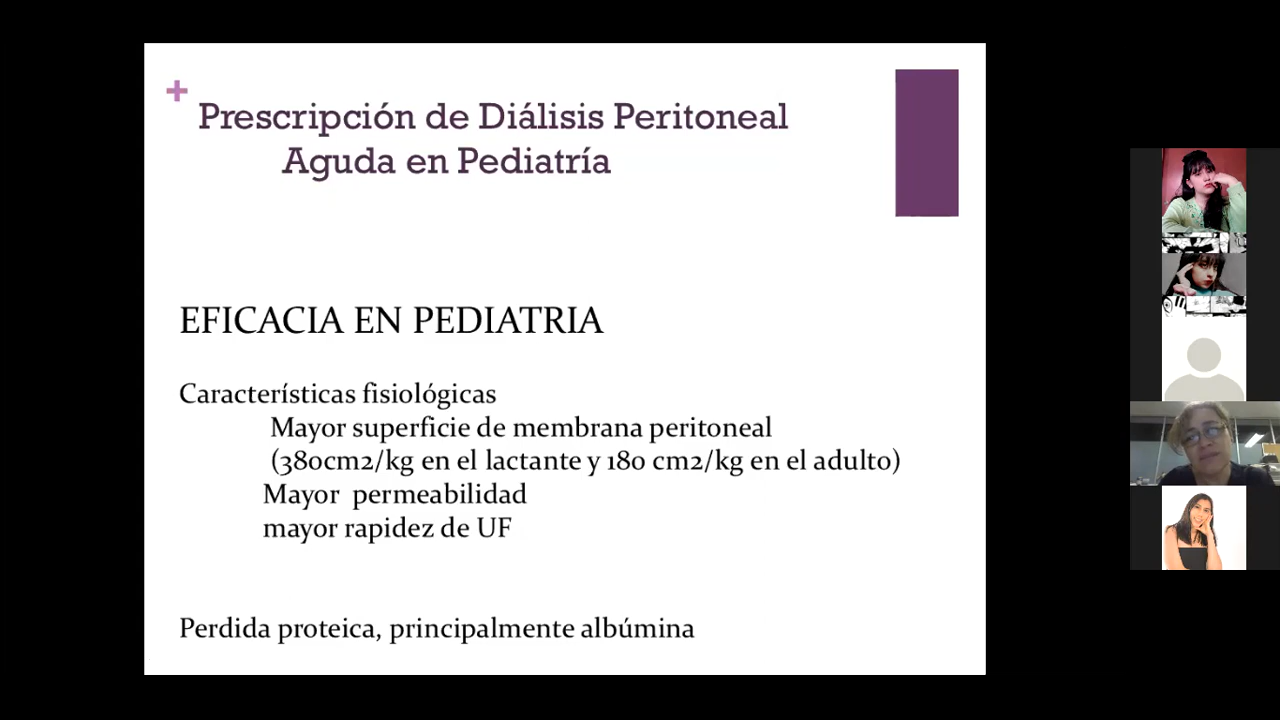 +
Prescripción de Diálisis Peritoneal
Aguda en Pediatría
EFICACIA EN PEDIATRIA
Características fisiológicas
Mayor superficie de membrana peritoneal
(380cm2/kg en el lactante y 180 cm2/kg en el adulto)
Mayor permeabilidad
mayor rapidez de UF
Perdida proteica, principalmente albúmina